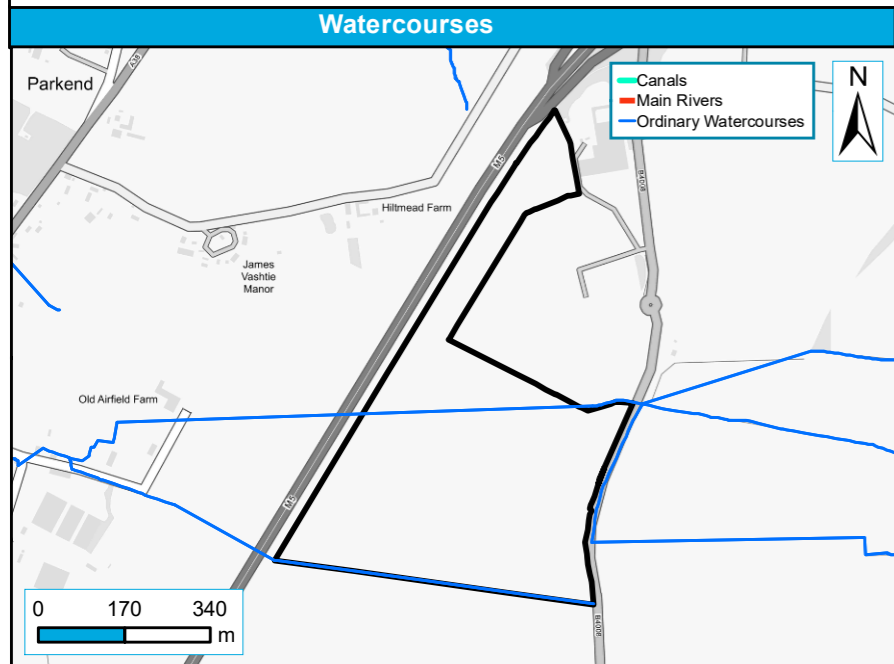 Watercourses
Parkend
A38
Canals
Main Rivers
Ordinary Watercourses
N
M5
B4008
Hiltmead Farm
James
Vashtie
Manor
Old Airfield Farm
M5
0 170 340
m
B4008